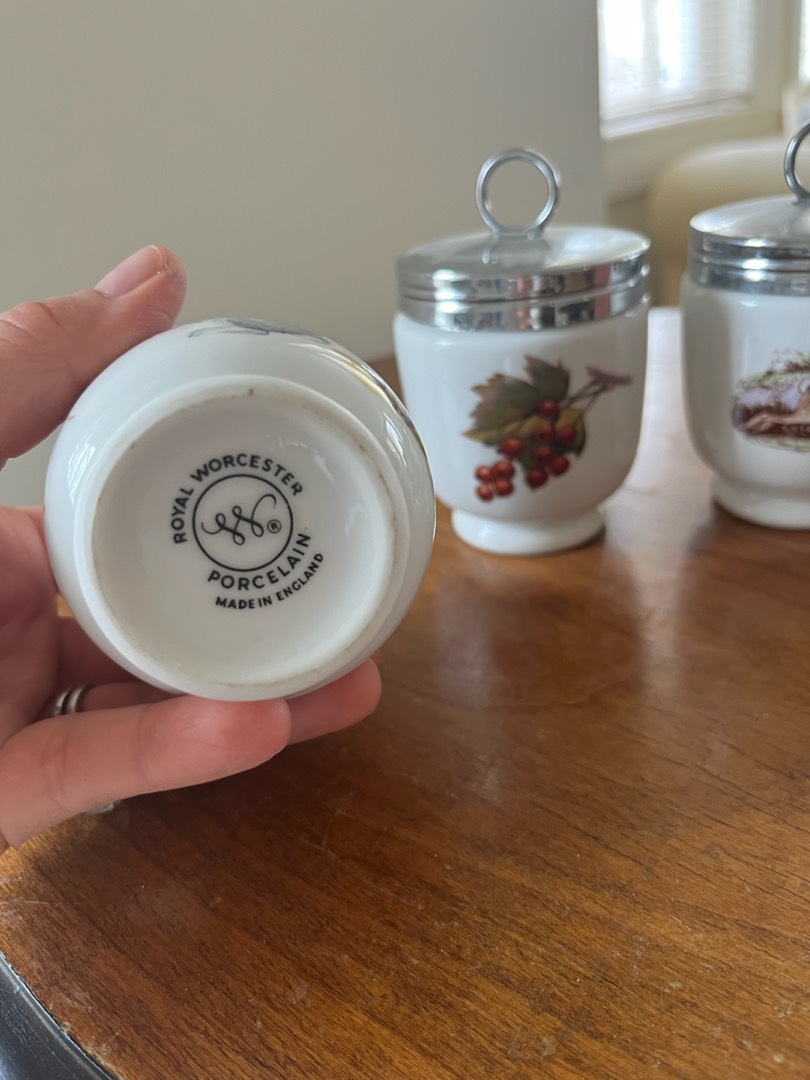 ROYAL WORCESTER
W ®
PORCELAIN
MADE IN ENGLAND